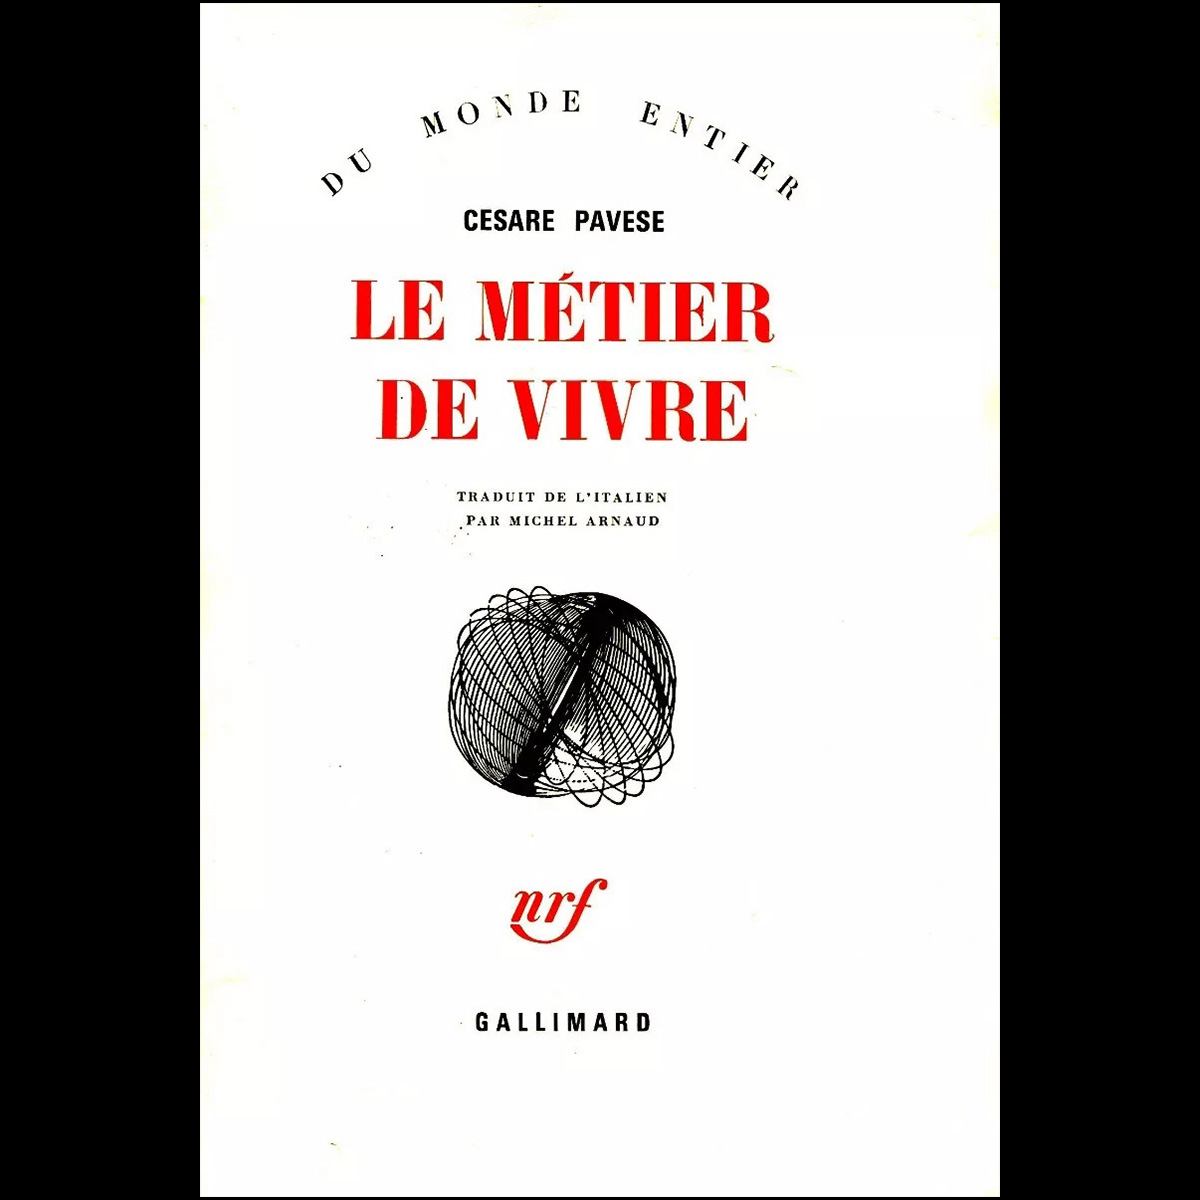 DU MONDE ENTIER
CESARE PAVESE
LE MÉTIER
DE VIVRE
TRADUIT DE L'ITALIEN
PAR MICHEL ARNAUD
nrf
GALLIMARD